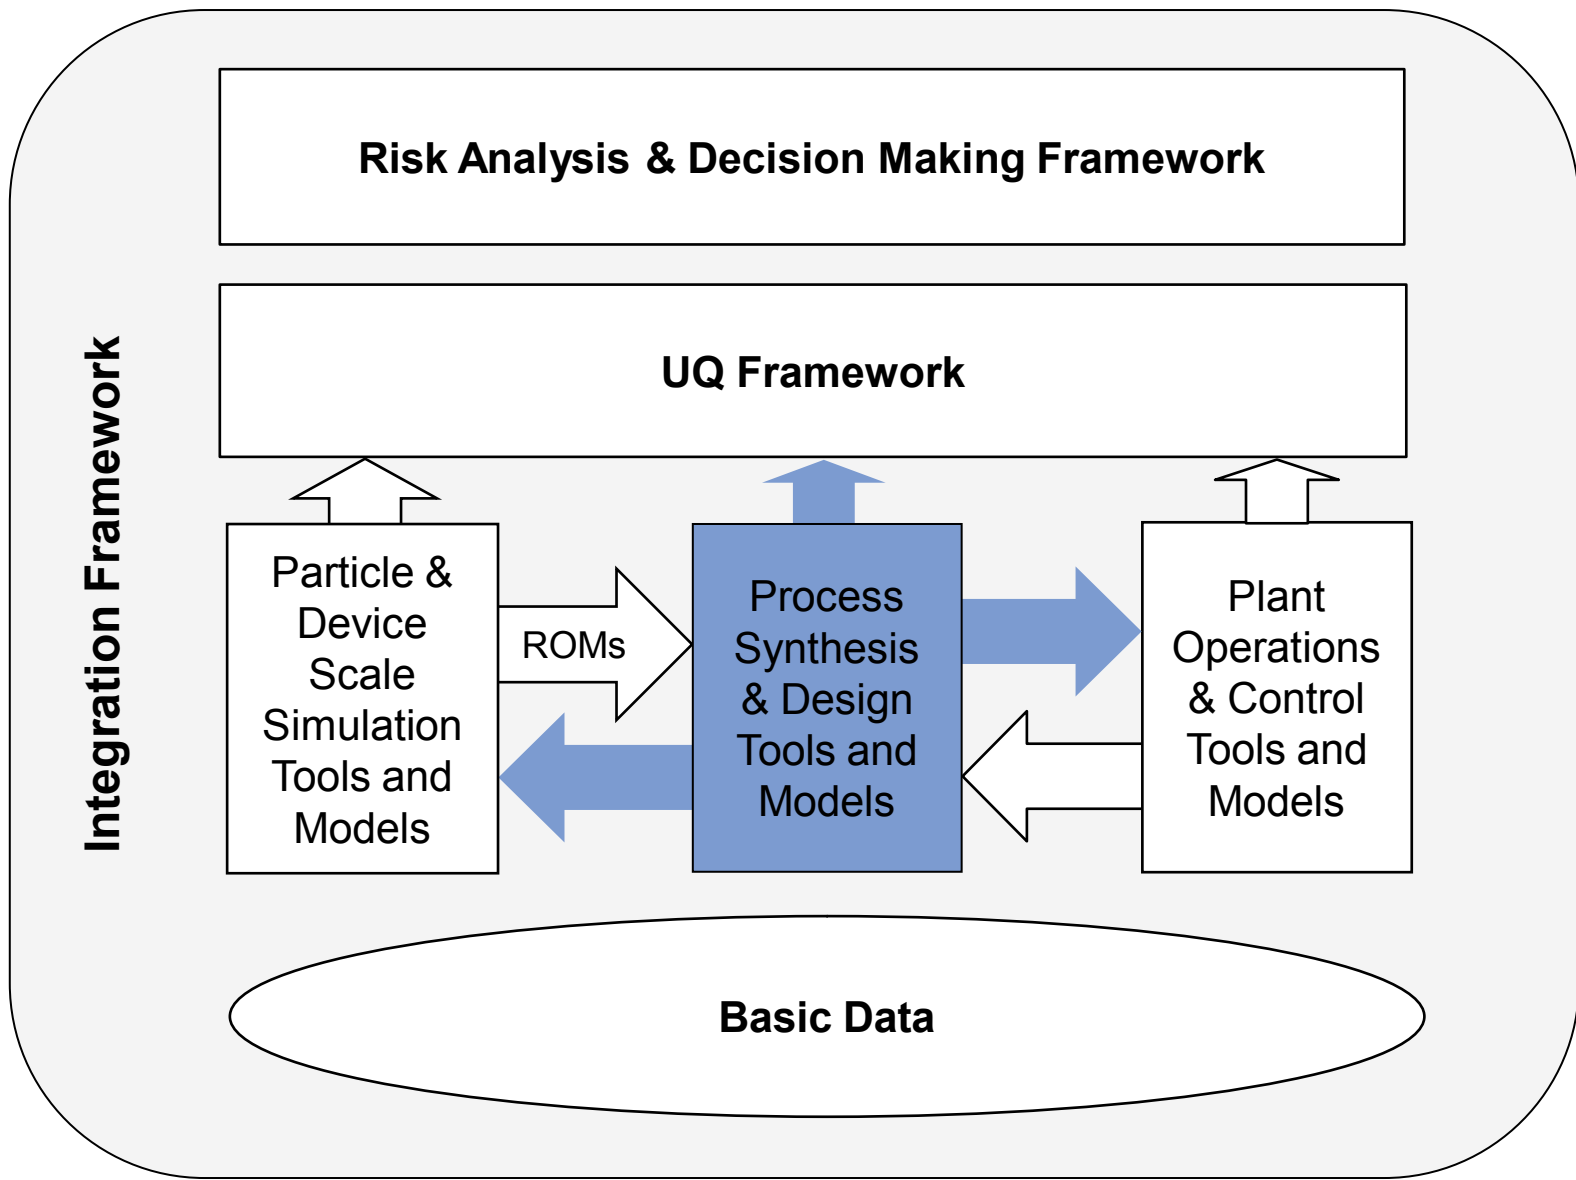 Risk Analysis & Decision Making Framework
UQ Framework
Integration Framework
Particle &
Device
Scale
Simulation
Tools and
Models
ROMs
Process
Synthesis
& Design
Tools and
Models
Plant
Operations
& Control
Tools and
Models
Basic Data